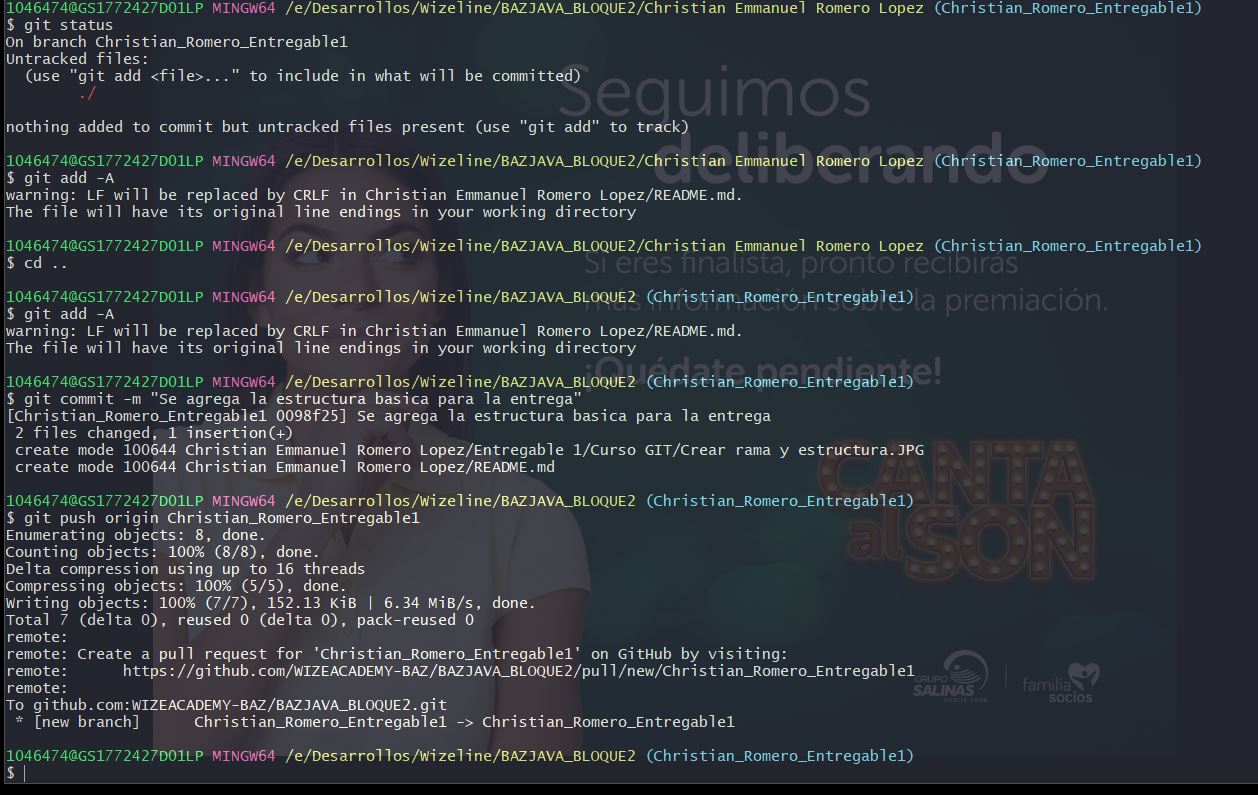 1046474@GS1772427D01LP MINGW64 /e/Desarrollos/Wizeline/BAZJAVA_BLOQUE2/Christian Emmanuel Romero Lopez (Christian_Romero_Entregable1)
$ git status
On branch Christian_Romero_Entregable1
Untracked files:
  (use "git add <file>..." to include in what will be committed)
        ./
nothing added to commit but untracked files present (use "git add" to track)
1046474@GS1772427D01LP MINGW64 /e/Desarrollos/Wizeline/BAZJAVA_BLOQUE2/Christian Emmanuel Romero Lopez (Christian_Romero_Entregable1)
$ git add -A
warning: LF will be replaced by CRLF in Christian Emmanuel Romero Lopez/README.md.
The file will have its original line endings in your working directory
1046474@GS1772427D01LP MINGW64 /e/Desarrollos/Wizeline/BAZJAVA_BLOQUE2/Christian Emmanuel Romero Lopez (Christian_Romero_Entregable1)
$ cd ..
1046474@GS1772427D01LP MINGW64 /e/Desarrollos/Wizeline/BAZJAVA_BLOQUE2 (Christian_Romero_Entregable1)
$ git add -A
warning: LF will be replaced by CRLF in Christian Emmanuel Romero Lopez/README.md.
The file will have its original line endings in your working directory
1046474@GS1772427D01LP MINGW64 /e/Desarrollos/Wizeline/BAZJAVA_BLOQUE2 (Christian_Romero_Entregable1)
$ git commit -m "Se agrega la estructura basica para la entrega"
[Christian_Romero_Entregable1 0098f25] Se agrega la estructura basica para la entrega
 2 files changed, 1 insertion(+)
 create mode 100644 Christian Emmanuel Romero Lopez/Entregable 1/Curso GIT/Crear rama y estructura.JPG
 create mode 100644 Christian Emmanuel Romero Lopez/README.md
1046474@GS1772427D01LP MINGW64 /e/Desarrollos/Wizeline/BAZJAVA_BLOQUE2 (Christian_Romero_Entregable1)
$ git push origin Christian_Romero_Entregable1
Enumerating objects: 8, done.
Counting objects: 100% (8/8), done.
Delta compression using up to 16 threads
Compressing objects: 100% (5/5), done.
Writing objects: 100% (7/7), 152.13 KiB | 6.34 MiB/s, done.
Total 7 (delta 0), reused 0 (delta 0), pack-reused 0
remote:
remote: Create a pull request for 'Christian_Romero_Entregable1' on GitHub by visiting:
remote:      https://github.com/WIZEACADEMY-BAZ/BAZJAVA_BLOQUE2/pull/new/Christian_Romero_Entregable1
remote:
To github.com:WIZEACADEMY-BAZ/BAZJAVA_BLOQUE2.git
 * [new branch]      Christian_Romero_Entregable1 -> Christian_Romero_Entregable1
1046474@GS1772427D01LP MINGW64 /e/Desarrollos/Wizeline/BAZJAVA_BLOQUE2 (Christian_Romero_Entregable1)
$
Seguimos
deliberando
Si eres finalista, pronto recibirás
más información sobre la premiación.
¡Quédate pendiente!
CANTA
al SON
GRUPO
SALINAS
DESDE 1906
familia
socios